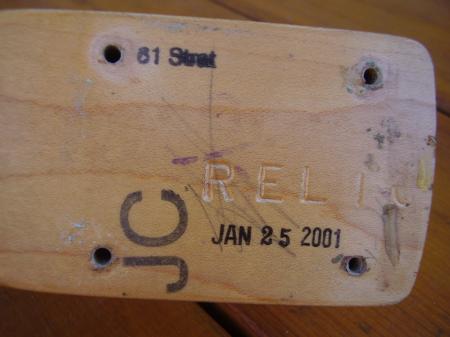 61 Strat
RELIC
JC
JAN 25 2001